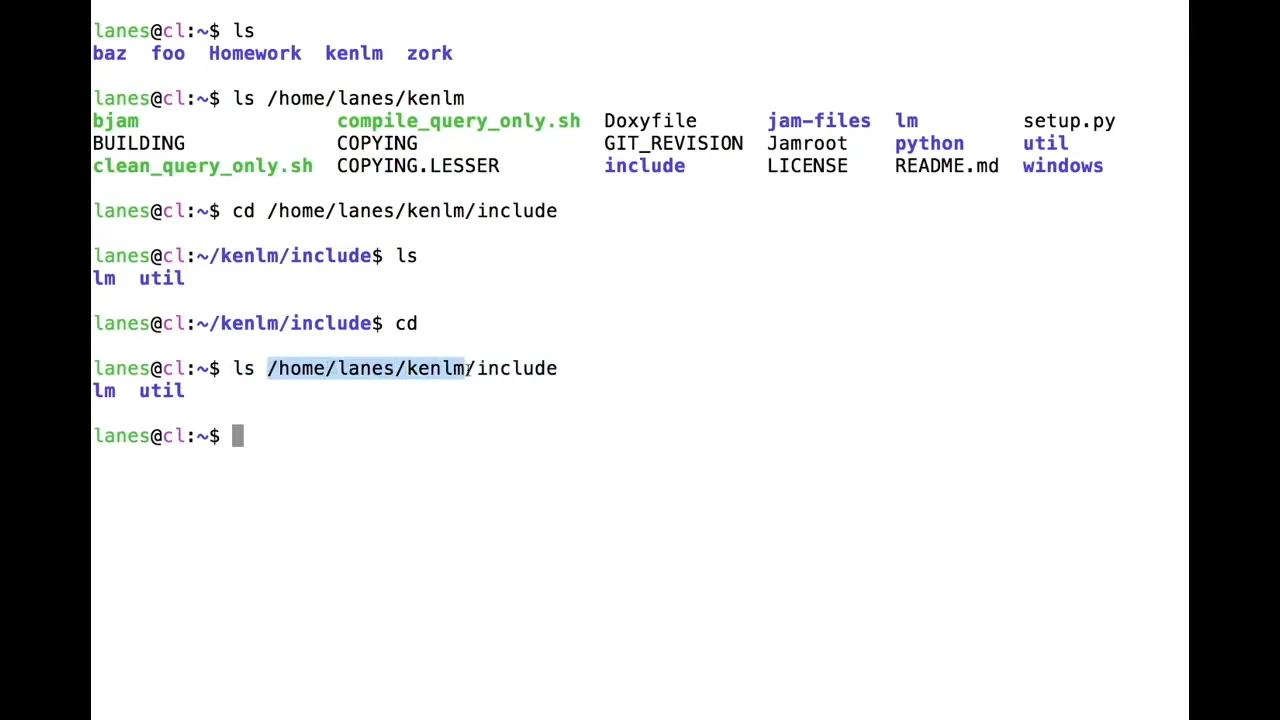 lanes@cl:~$ ls
baz  foo  Homework  kenlm  zork
lanes@cl:~$ ls /home/lanes/kenlm
bjam                 compile_query_only.sh  Doxyfile      jam-files  lm         setup.py
BUILDING             COPYING                GIT_REVISION  Jamroot    python     util
clean_query_only.sh  COPYING.LESSER         include       LICENSE    README.md  windows
lanes@cl:~$ cd /home/lanes/kenlm/include
lanes@cl:~/kenlm/include$ ls
lm  util
lanes@cl:~/kenlm/include$ cd
lanes@cl:~$ ls /home/lanes/kenlm/include
lm  util
lanes@cl:~$